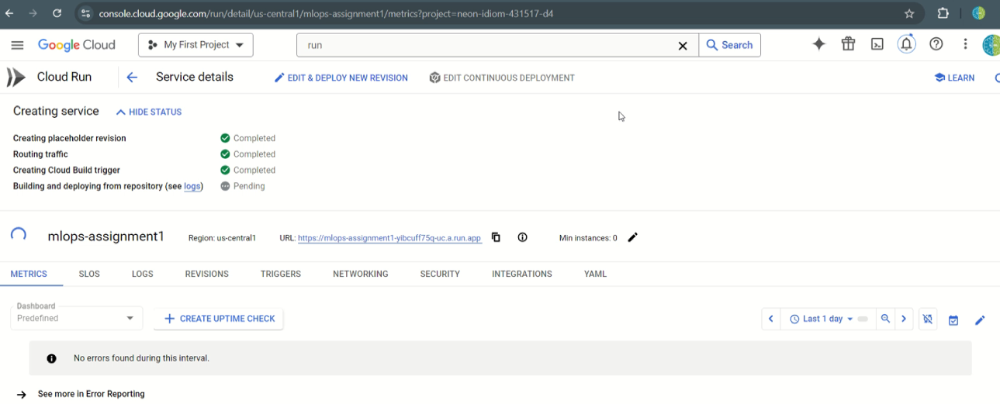 console.cloud.google.com/run/detail/us-central1/mlops-assignment1/metrics?project=neon-idiom-431517-d4
Google Cloud My First Project run Search
Cloud Run Service details EDIT & DEPLOY NEW REVISION EDIT CONTINUOUS DEPLOYMENT LEARN
Creating service HIDE STATUS
Creating placeholder revision Completed
Routing traffic Completed
Creating Cloud Build trigger Completed
Building and deploying from repository (see logs) Pending
mlops-assignment1 Region: us-central1 URL: https://mlops-assignment1-yibcuff75q-uc.a.run.app Min instances: 0
METRICS SLOS LOGS REVISIONS TRIGGERS NETWORKING SECURITY INTEGRATIONS YAML
Dashboard
Predefined CREATE UPTIME CHECK Last 1 day
No errors found during this interval.
See more in Error Reporting